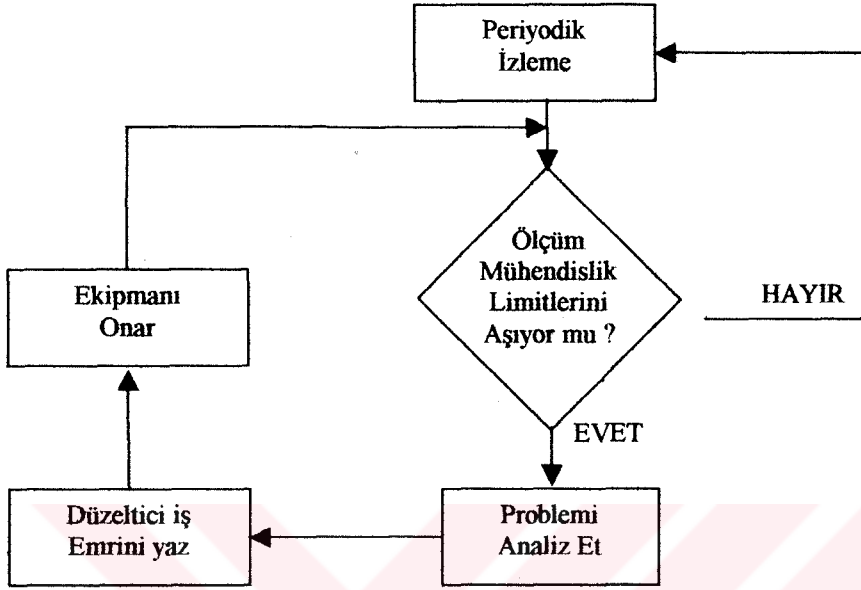 Periyodik
İzleme
Ölçüm
Mühendislik
Limitlerini
Aşıyor mu ?
HAYIR
Ekipmanı
Onar
EVET
Düzeltici iş
Emrini yaz
Problemi
Analiz Et